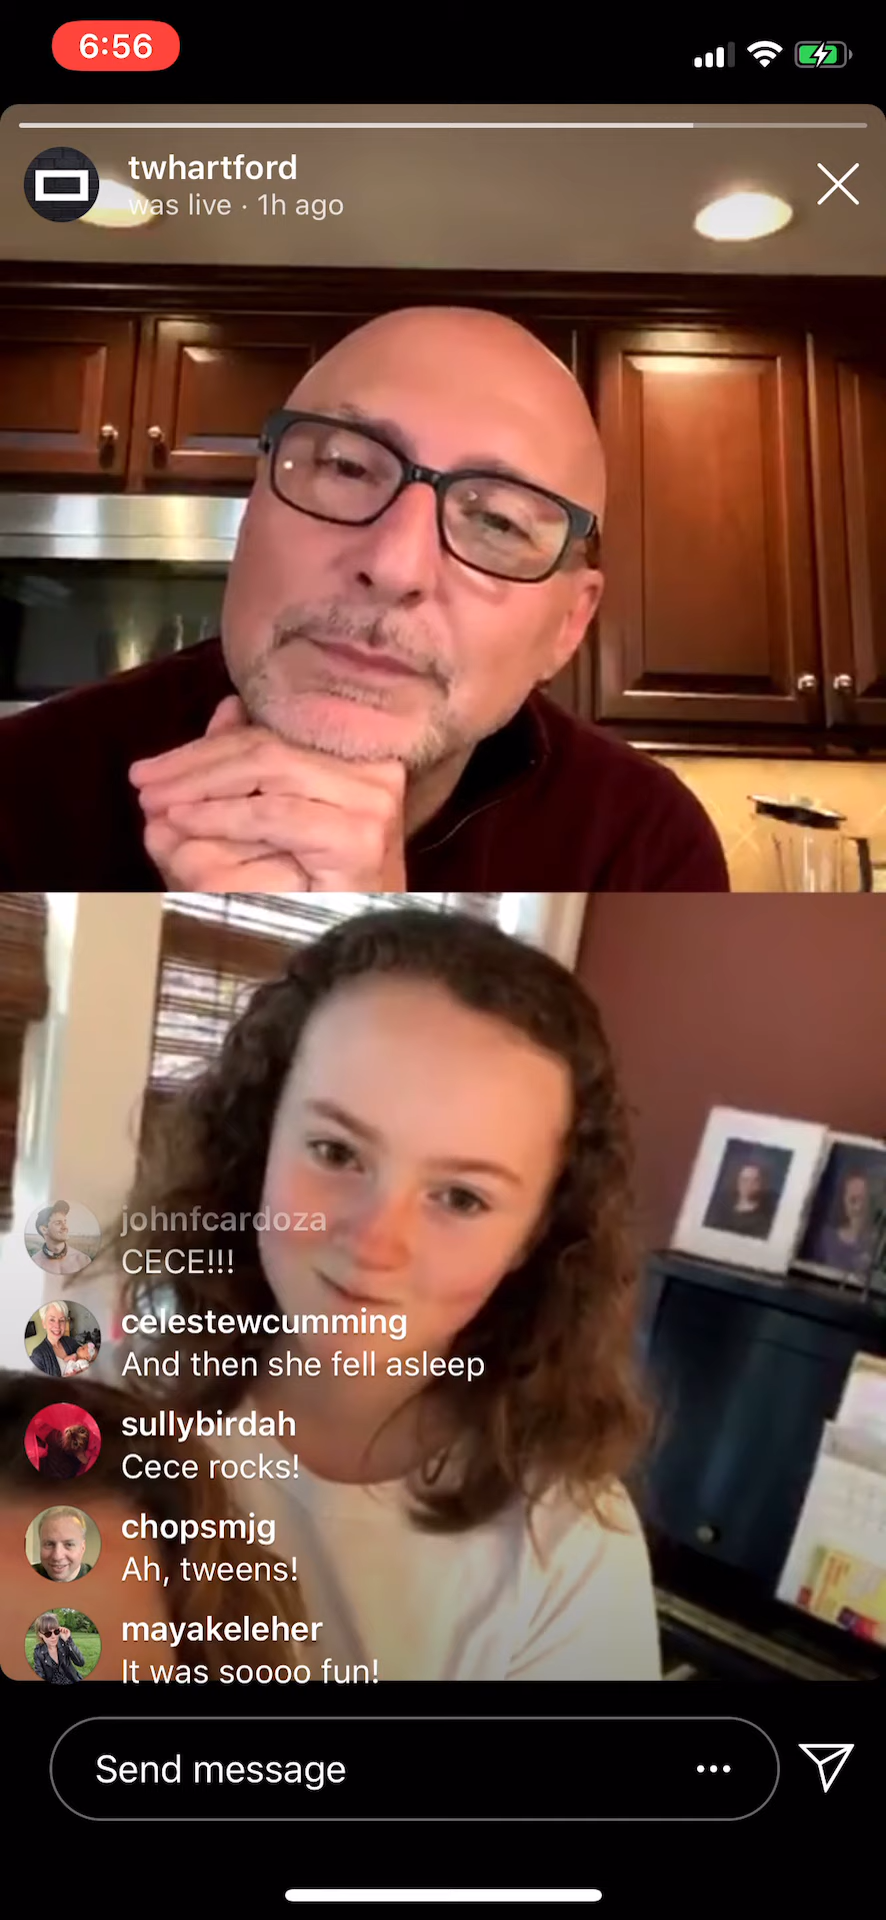 6:56
twhartford
was live · 1h ago
johnfcardoza
CECE!!!
celestewcumming
And then she fell asleep
sullybirdah
Cece rocks!
chopsmjg
Ah, tweens!
mayakeleher
It was soooo fun!
Send message